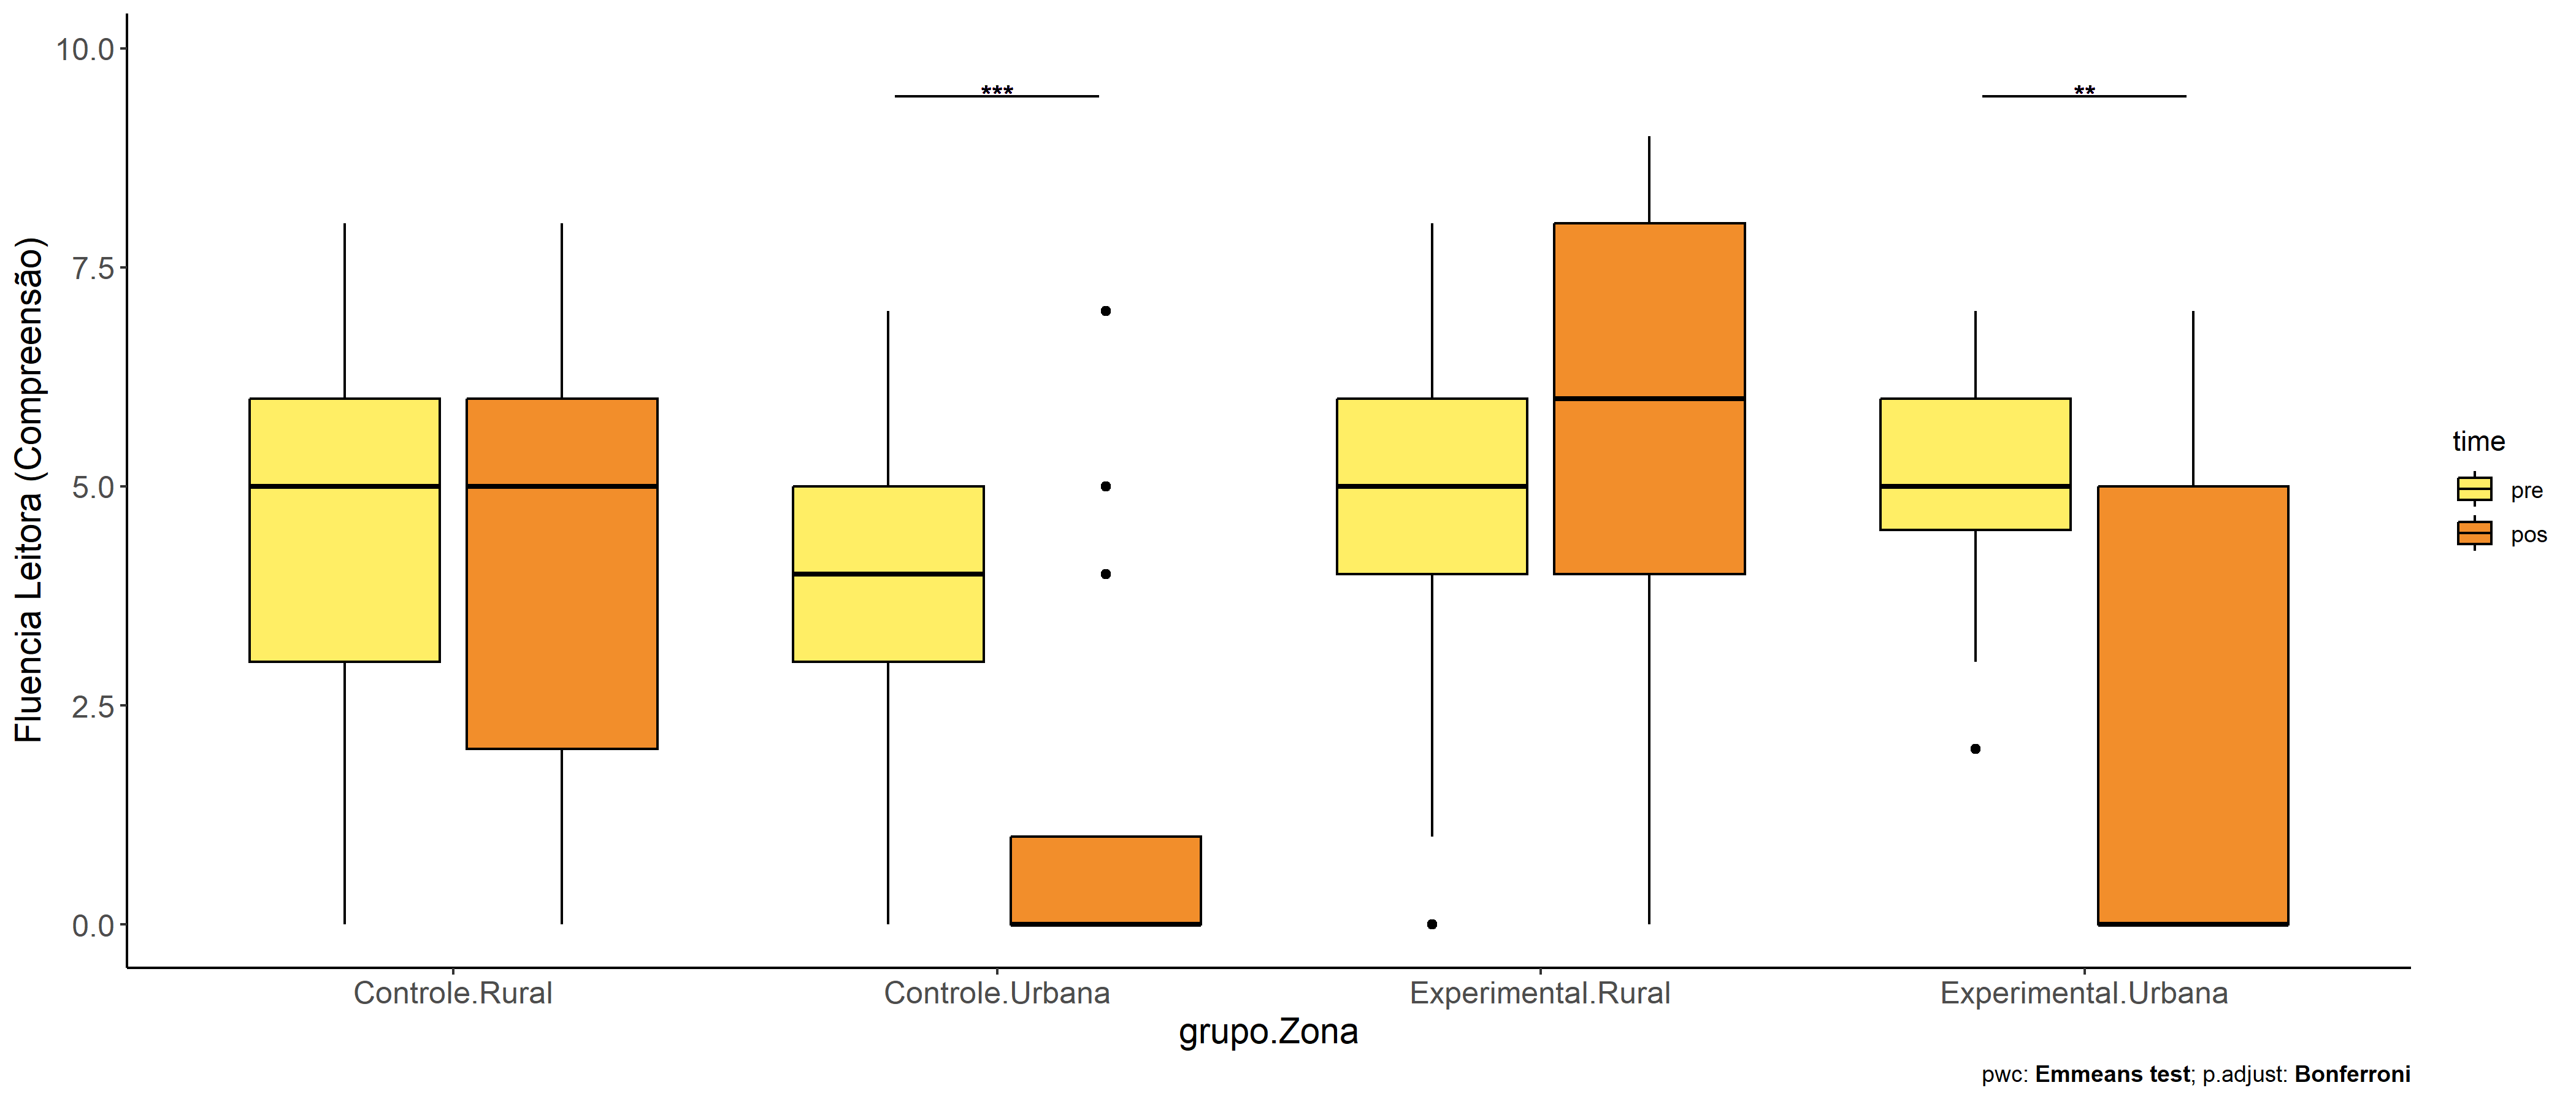 Fluencia Leitora (Compreensão)
10.0
7.5
5.0
2.5
0.0
***
**
Controle.Rural
Controle.Urbana
Experimental.Rural
Experimental.Urbana
grupo.Zona
time
pre
pos
pwc: Emmeans test; p.adjust: Bonferroni